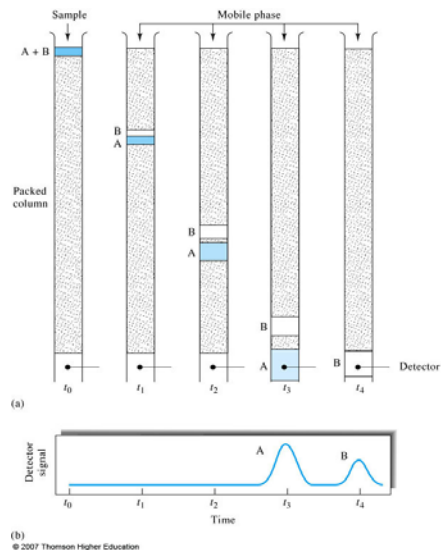 Sample
Mobile phase
A + B
B
A
Packed
column
B
A
B
A
B
Detector
t0
t1
t2
t3
t4
(a)
A
B
Detector
signal
t0
t1
t2
t3
t4
Time
(b)
© 2007 Thomson Higher Education